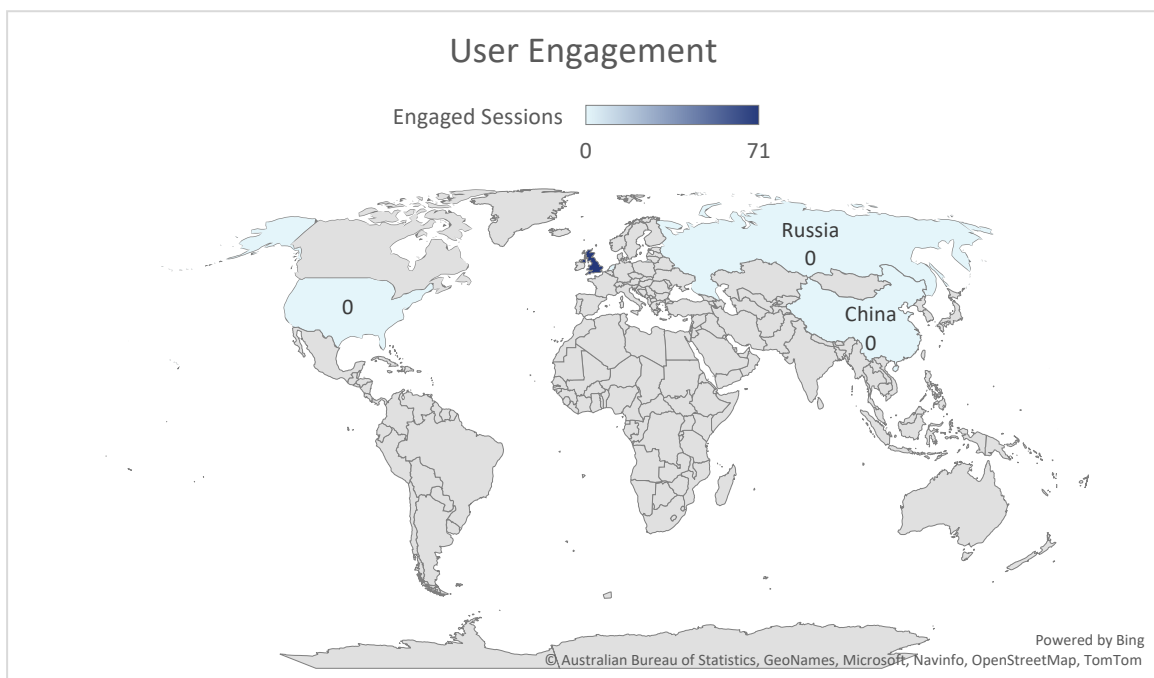 User Engagement
Engaged Sessions
0 71
Russia
0
0
China
0
Powered by Bing
© Australian Bureau of Statistics, GeoNames, Microsoft, Navinfo, OpenStreetMap, TomTom